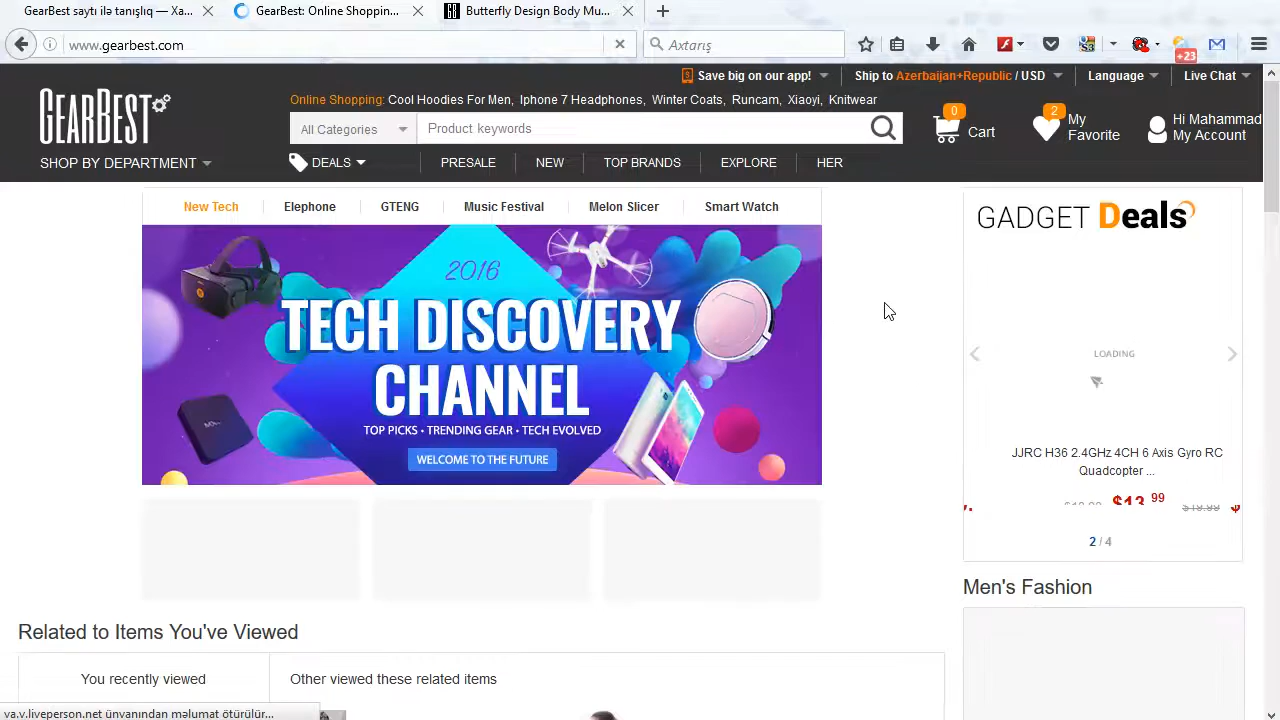 GearBest saytı ilə tanışlıq — Xa...
GearBest: Online Shoppin...
Butterfly Design Body Mu...
www.gearbest.com
Axtarış
+23
Save big on our app!
Ship to Azerbaijan+Republic / USD
Language
Live Chat
GEARBEST
Online Shopping: Cool Hoodies For Men, Iphone 7 Headphones, Winter Coats, Runcam, Xiaoyi, Knitwear
All Categories
Product keywords
0
Cart
2
My Favorite
Hi Mahammad
My Account
SHOP BY DEPARTMENT
DEALS
PRESALE
NEW
TOP BRANDS
EXPLORE
HER
New Tech
Elephone
GTENG
Music Festival
Melon Slicer
Smart Watch
2016
TECH DISCOVERY
CHANNEL
TOP PICKS • TRENDING GEAR • TECH EVOLVED
WELCOME TO THE FUTURE
GADGET Deals
LOADING
JJRC H36 2.4GHz 4CH 6 Axis Gyro RC
Quadcopter ...
$13.99
$19.99
2 / 4
Men's Fashion
Related to Items You've Viewed
You recently viewed
Other viewed these related items
va.v.liveperson.net ünvanından məlumat ötürülür...